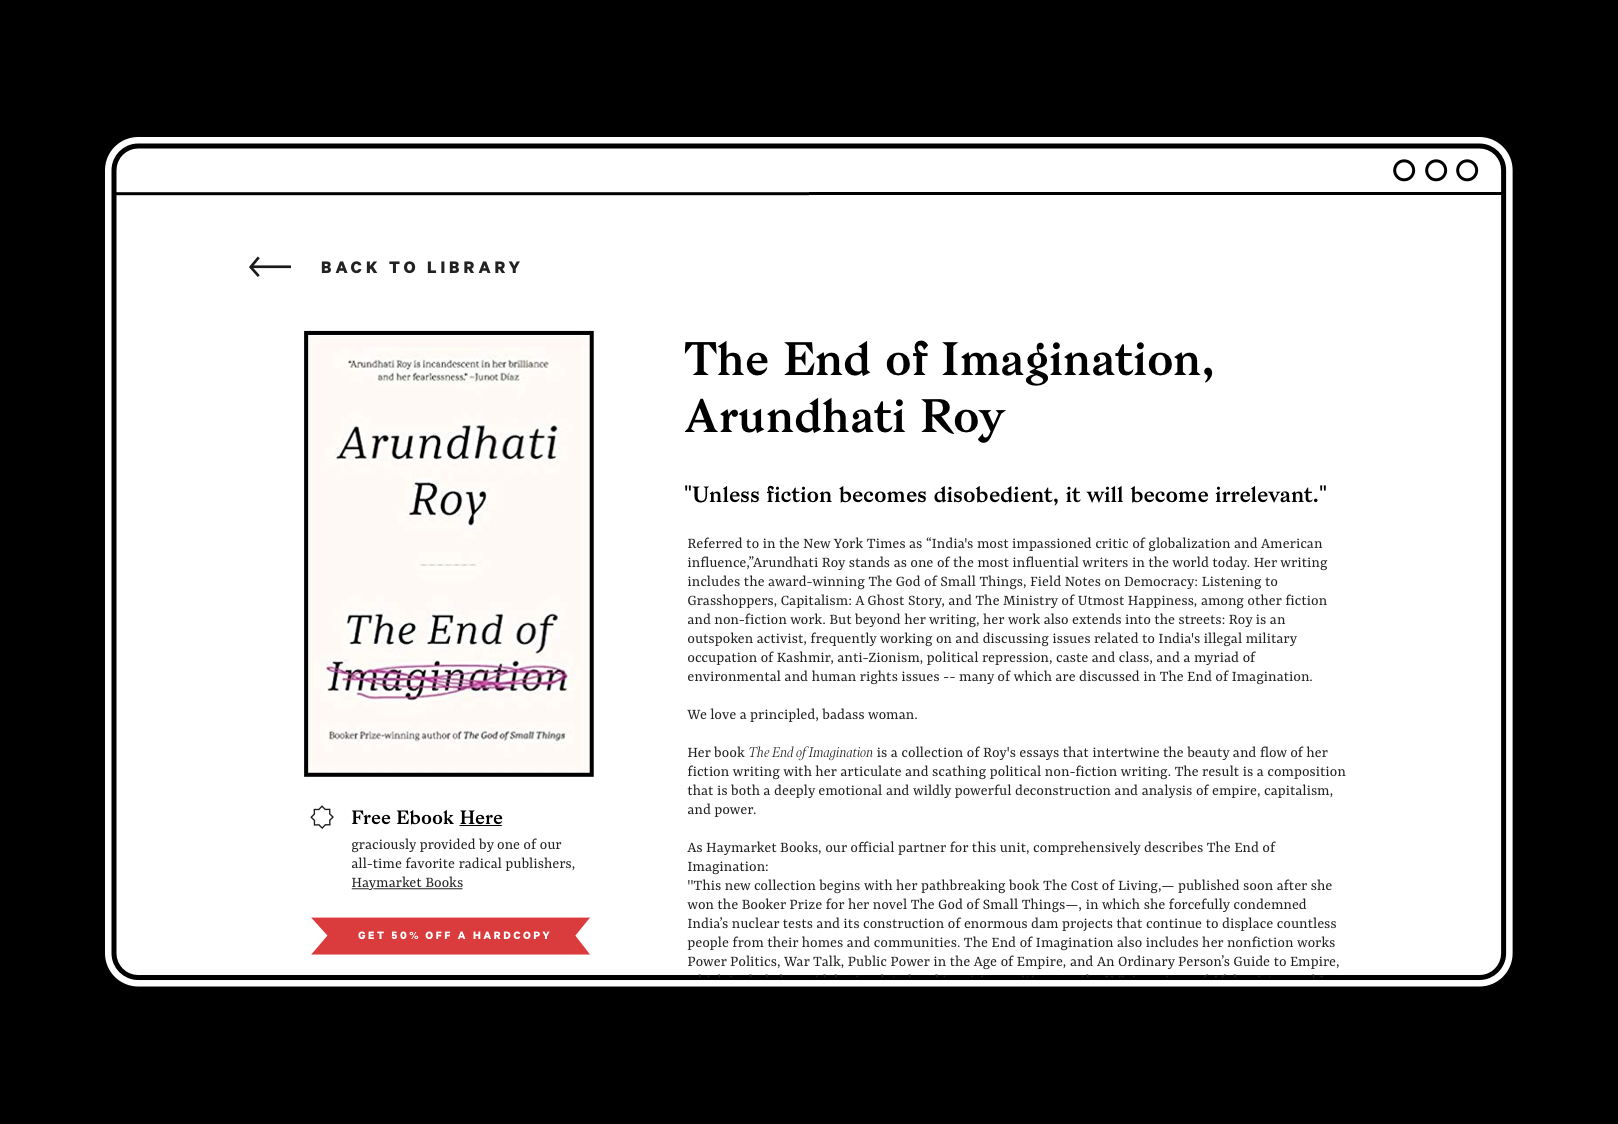 BACK TO LIBRARY
"Arundhati Roy is incandescent in her brilliance
and her fearlessness." –Junot Díaz
Arundhati
Roy
The End of
Imagination
Booker Prize-winning author of The God of Small Things
Free Ebook Here
graciously provided by one of our
all-time favorite radical publishers,
Haymarket Books
GET 50% OFF A HARDCOPY
The End of Imagination,
Arundhati Roy
"Unless fiction becomes disobedient, it will become irrelevant."
Referred to in the New York Times as “India's most impassioned critic of globalization and American
influence,”Arundhati Roy stands as one of the most influential writers in the world today. Her writing
includes the award-winning The God of Small Things, Field Notes on Democracy: Listening to
Grasshoppers, Capitalism: A Ghost Story, and The Ministry of Utmost Happiness, among other fiction
and non-fiction work. But beyond her writing, her work also extends into the streets: Roy is an
outspoken activist, frequently working on and discussing issues related to India's illegal military
occupation of Kashmir, anti-Zionism, political repression, caste and class, and a myriad of
environmental and human rights issues -- many of which are discussed in The End of Imagination.
We love a principled, badass woman.
Her book The End of Imagination is a collection of Roy's essays that intertwine the beauty and flow of her
fiction writing with her articulate and scathing political non-fiction writing. The result is a composition
that is both a deeply emotional and wildly powerful deconstruction and analysis of empire, capitalism,
and power.
As Haymarket Books, our official partner for this unit, comprehensively describes The End of
Imagination:
"This new collection begins with her pathbreaking book The Cost of Living,— published soon after she
won the Booker Prize for her novel The God of Small Things—, in which she forcefully condemned
India’s nuclear tests and its construction of enormous dam projects that continue to displace countless
people from their homes and communities. The End of Imagination also includes her nonfiction works
Power Politics, War Talk, Public Power in the Age of Empire, and An Ordinary Person’s Guide to Empire,